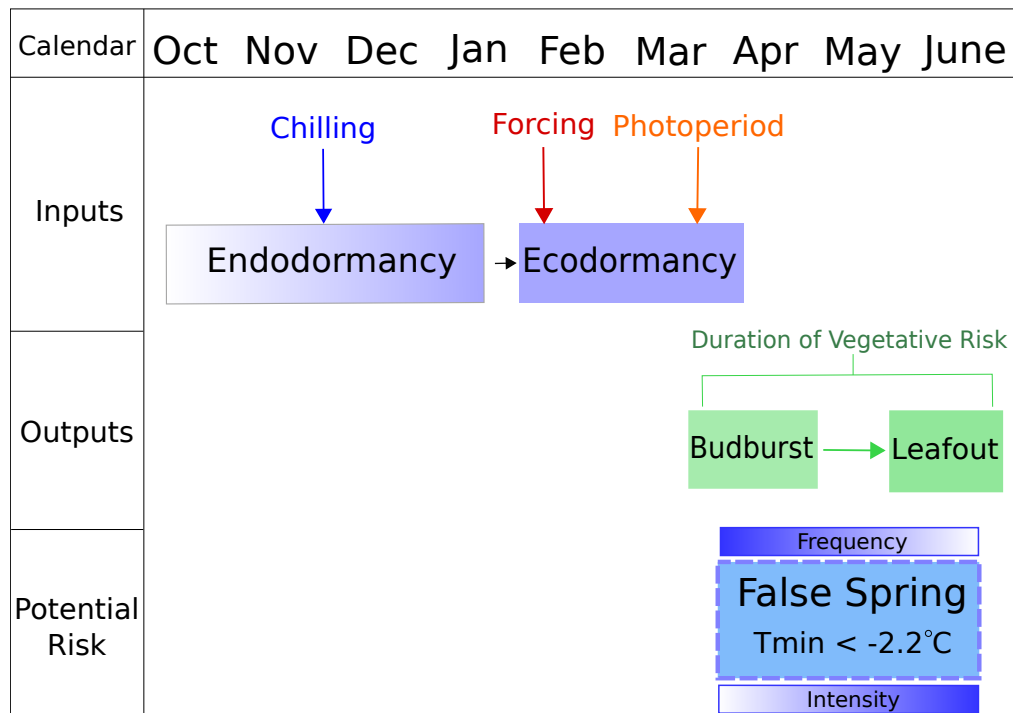 Calendar
Oct Nov Dec Jan Feb Mar Apr May June
Inputs
Chilling
Forcing
Photoperiod
Endodormancy
Ecodormancy
Outputs
Duration of Vegetative Risk
Budburst
Leafout
Potential
Risk
Frequency
False Spring
Tmin < -2.2°C
Intensity